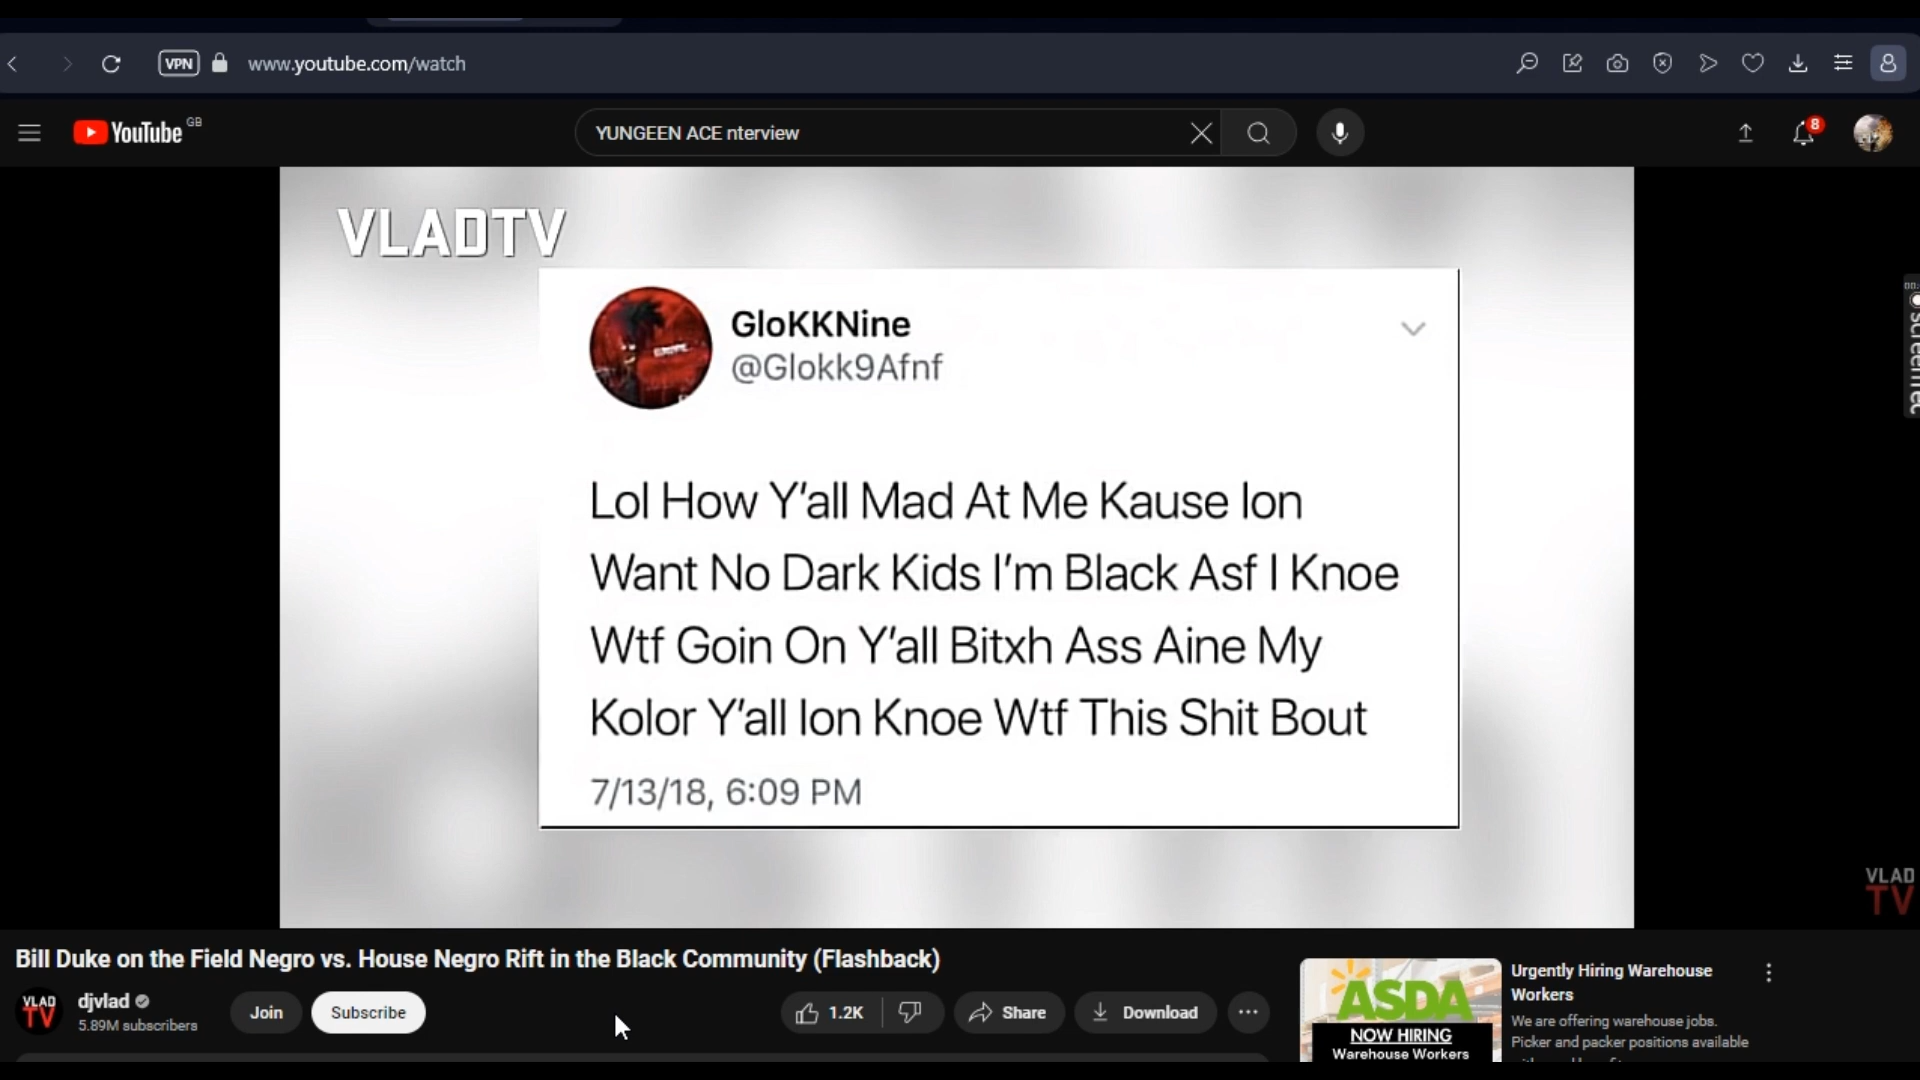 VPN
www.youtube.com/watch
YouTube GB
YUNGEEN ACE nterview
8
VLADTV
GloKKNine
@Glokk9Afnf
Lol How Y'all Mad At Me Kause Ion
Want No Dark Kids I'm Black Asf I Knoe
Wtf Goin On Y'all Bitxh Ass Aine My
Kolor Y'all Ion Knoe Wtf This Shit Bout
7/13/18, 6:09 PM
VLAD
TV
Bill Duke on the Field Negro vs. House Negro Rift in the Black Community (Flashback)
VLAD
TV
djvlad
5.89M subscribers
Join
Subscribe
1.2K
Share
Download
ASDA
NOW HIRING
Warehouse Workers
Urgently Hiring Warehouse
Workers
We are offering warehouse jobs.
Picker and packer positions available